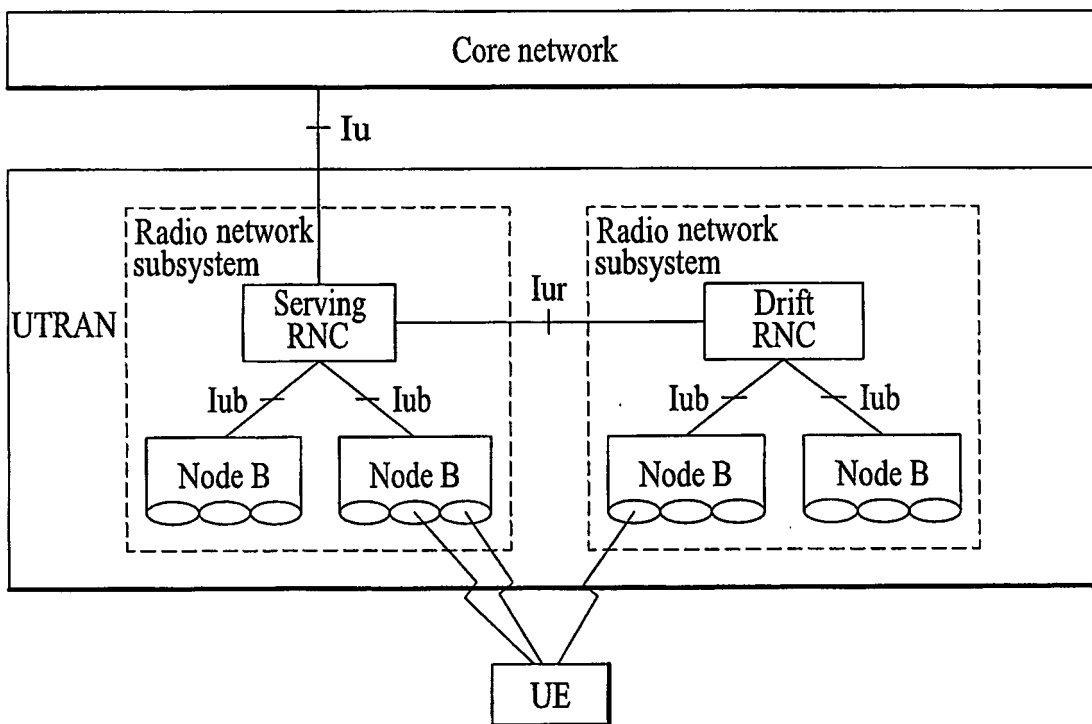 Core network
Iu
Radio network
subsystem
Radio network
subsystem
Serving
RNC
Iur
Drift
RNC
UTRAN
Iub
Iub
Iub
Iub
Node B
Node B
Node B
Node B
UE